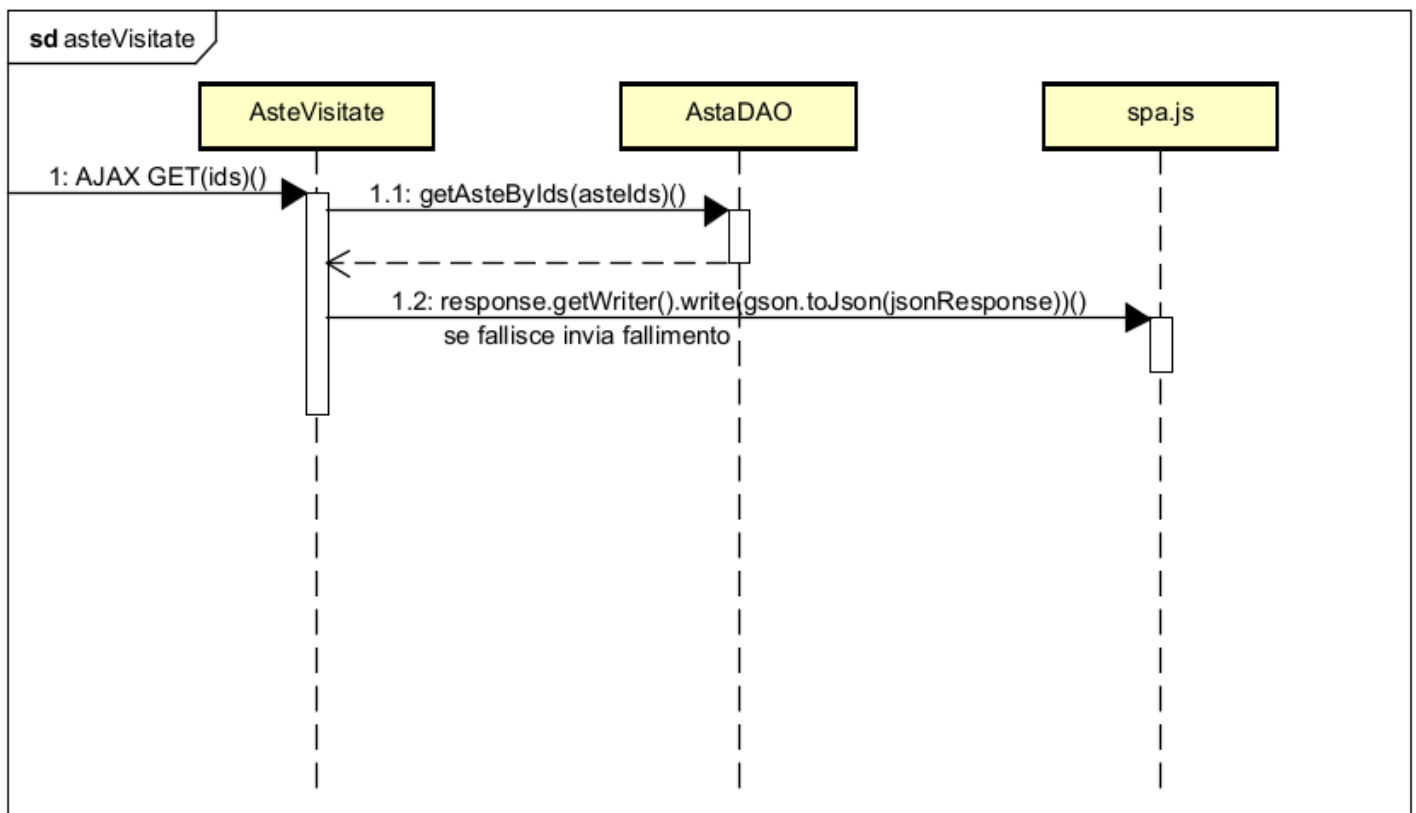 sd asteVisitate
AsteVisitate
AstaDAO
spa.js
1: AJAX GET(ids)()
1.1: getAsteByIds(asteIds)()
1.2: response.getWriter().write(gson.toJson(jsonResponse))()
se fallisce invia fallimento